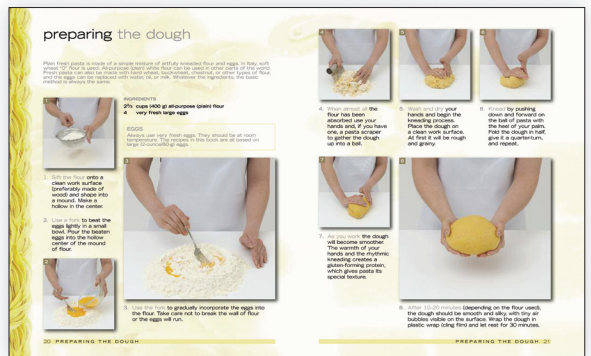 preparing the dough
Plain fresh pasta is made of a simple mixture of artfully kneaded flour and eggs. In Italy, soft
wheat "0" flour is used. All-purpose (plain) white flour can be used in other parts of the world.
Fresh pasta can also be made with hard wheat, buckwheat, chestnut, or other types of flour,
and the eggs can be replaced with water, oil, or milk. Whatever the ingredients, the basic
method is always the same.
1
INGREDIENTS
2⅔ cups (400 g) all-purpose (plain) flour
4 very fresh large eggs
EGGS
Always use very fresh eggs. They should be at room
temperature. The recipes in this book are all based on
large (2-ounce/60-g) eggs.
1. Sift the flour onto a
clean work surface
(preferably made of
wood) and shape into
a mound. Make a
hollow in the center.
2. Use a fork to beat the
eggs lightly in a small
bowl. Pour the beaten
eggs into the hollow
center of the mound
of flour.
2
3
3. Use the fork to gradually incorporate the eggs into
the flour. Take care not to break the wall of flour
or the eggs will run.
20 PREPARING THE DOUGH
4
5
6
4. When almost all the
flour has been
absorbed use your
hands and, if you have
one, a pasta scraper
to gather the dough
up into a ball.
5. Wash and dry your
hands and begin the
kneading process.
Place the dough on
a clean work surface.
At first it will be rough
and grainy.
6. Knead by pushing
down and forward on
the ball of pasta with
the heel of your palm.
Fold the dough in half,
give it a quarter-turn,
and repeat.
7
7. As you work the dough
will become smoother.
The warmth of your
hands and the rhythmic
kneading creates a
gluten-forming protein,
which gives pasta its
special texture.
8
8. After 10-20 minutes (depending on the flour used),
the dough should be smooth and silky, with tiny air
bubbles visible on the surface. Wrap the dough in
plastic wrap (cling film) and let rest for 30 minutes.
PREPARING THE DOUGH 21